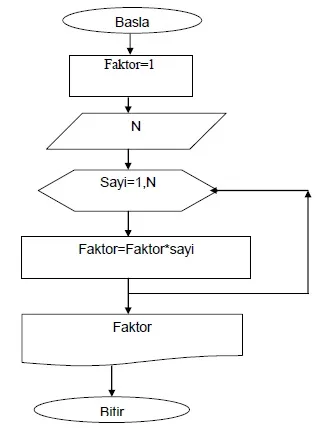 Basla
Faktor=1
N
Sayi=1,N
Faktor=Faktor*sayi
Faktor
Bitir